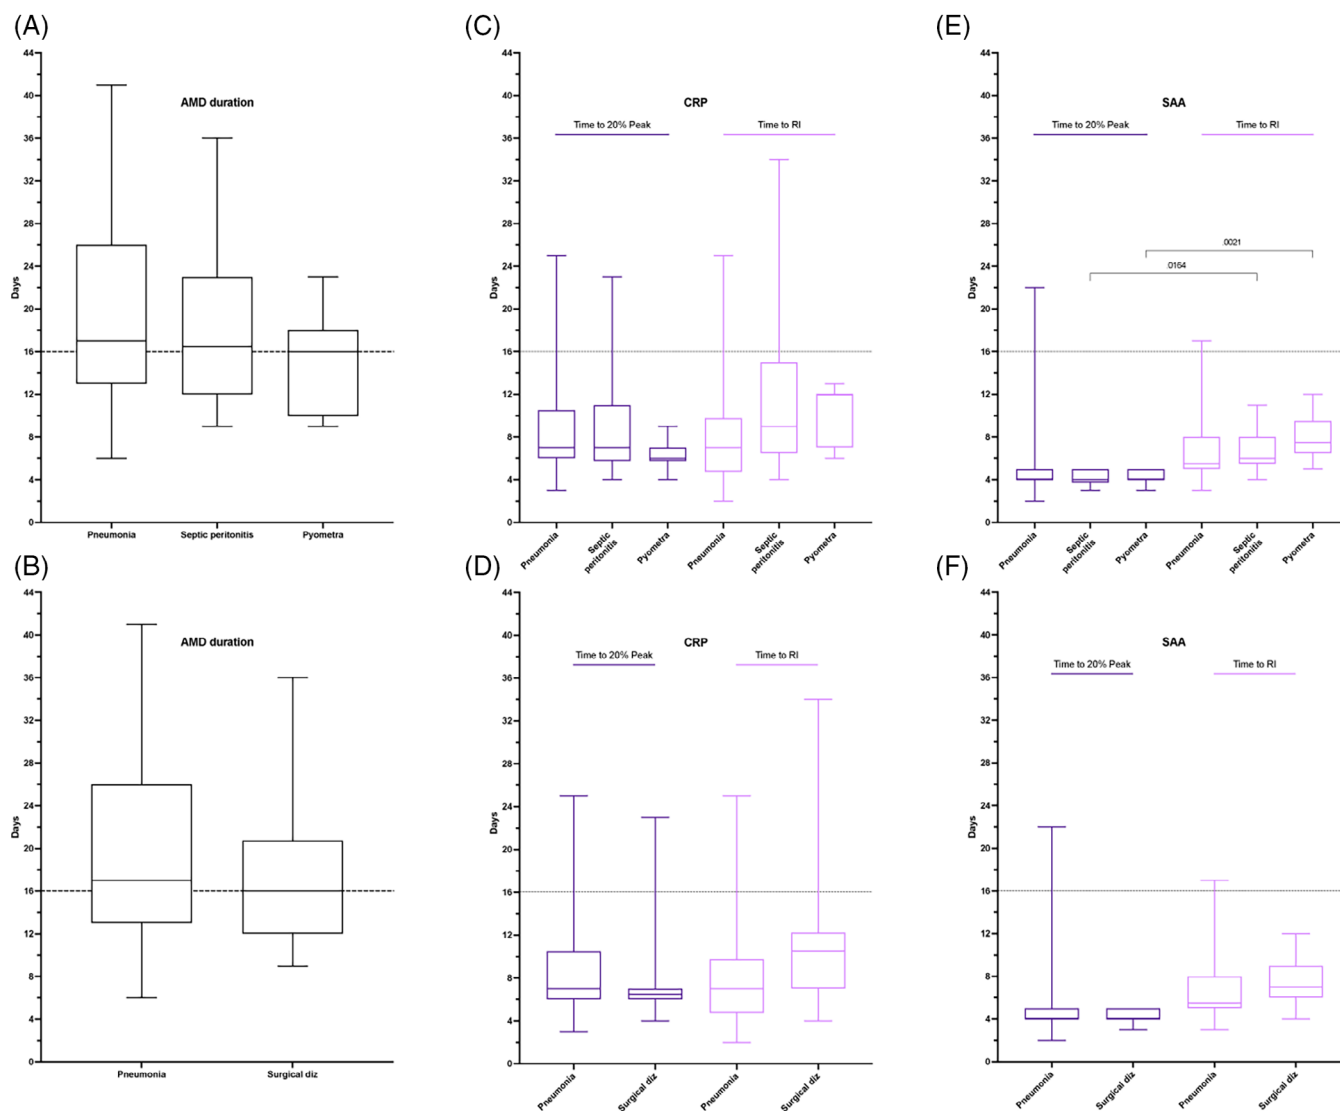 (A)
AMD duration
Days
44
40
36
32
28
24
20
16
12
8
4
0
Pneumonia
Septic peritonitis
Pyometra
(C)
CRP
Time to 20% Peak
Time to RI
Days
44
40
36
32
28
24
20
16
12
8
4
0
Pneumonia
Septic
peritonitis
Pyometra
Pneumonia
Septic
peritonitis
Pyometra
(E)
SAA
Time to 20% Peak
Time to RI
.0021
.0164
Days
44
40
36
32
28
24
20
16
12
8
4
0
Pneumonia
Septic
peritonitis
Pyometra
Pneumonia
Septic
peritonitis
Pyometra
(B)
AMD duration
Days
44
40
36
32
28
24
20
16
12
8
4
0
Pneumonia
Surgical diz
(D)
CRP
Time to 20% Peak
Time to RI
Days
44
40
36
32
28
24
20
16
12
8
4
0
Pneumonia
Surgical diz
Pneumonia
Surgical diz
(F)
SAA
Time to 20% Peak
Time to RI
Days
44
40
36
32
28
24
20
16
12
8
4
0
Pneumonia
Surgical diz
Pneumonia
Surgical diz